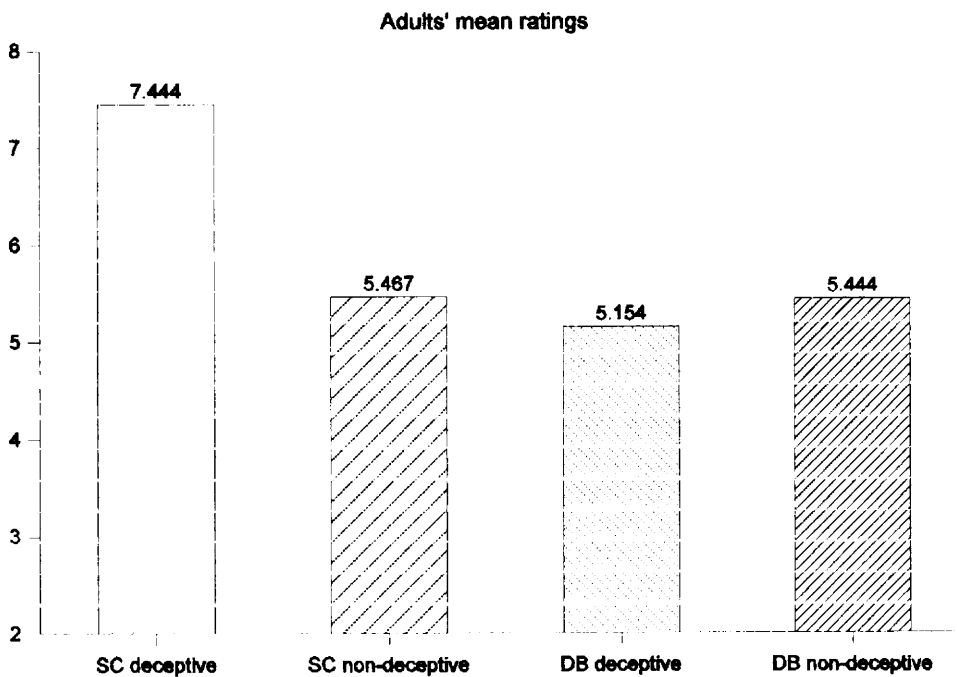 Adults' mean ratings
8
7.444
7
6
5.467
5.154
5.444
5
4
3
2
SC deceptive
SC non-deceptive
DB deceptive
DB non-deceptive